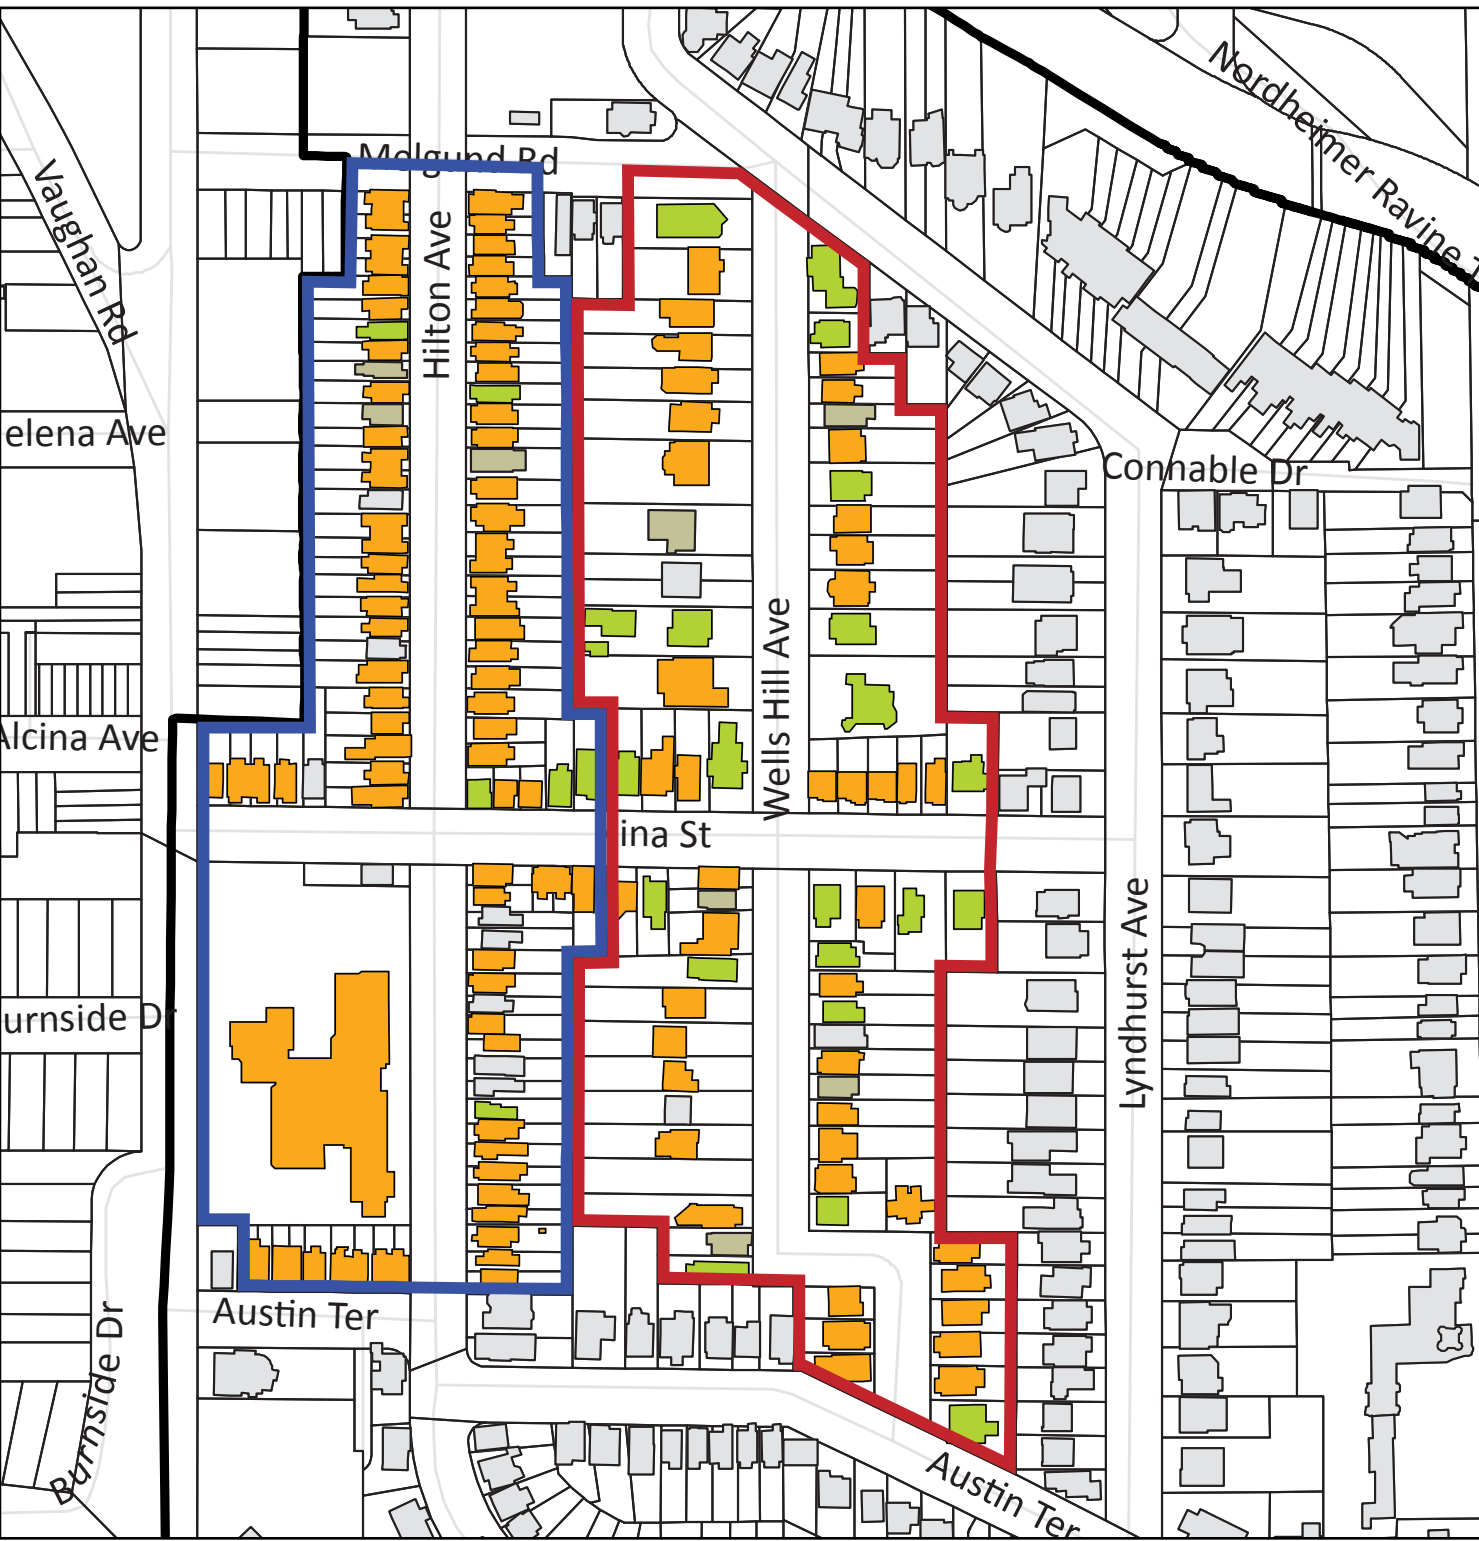 Nordheimer Ravine
Melgund Rd
Vaughan Rd
Hilton Ave
elena Ave
Connable Dr
Wells Hill Ave
Alcina Ave
ina St
Lyndhurst Ave
urnside Dr
Burnside Dr
Austin Ter
Austin Ter